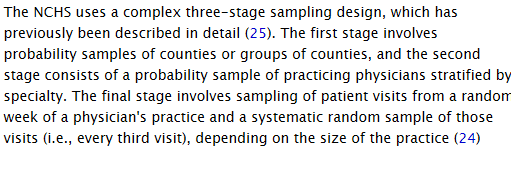 The NCHS uses a complex three-stage sampling design, which has
previously been described in detail (25). The first stage involves
probability samples of counties or groups of counties, and the second
stage consists of a probability sample of practicing physicians stratified by
specialty. The final stage involves sampling of patient visits from a random
week of a physician's practice and a systematic random sample of those
visits (i.e., every third visit), depending on the size of the practice (24)